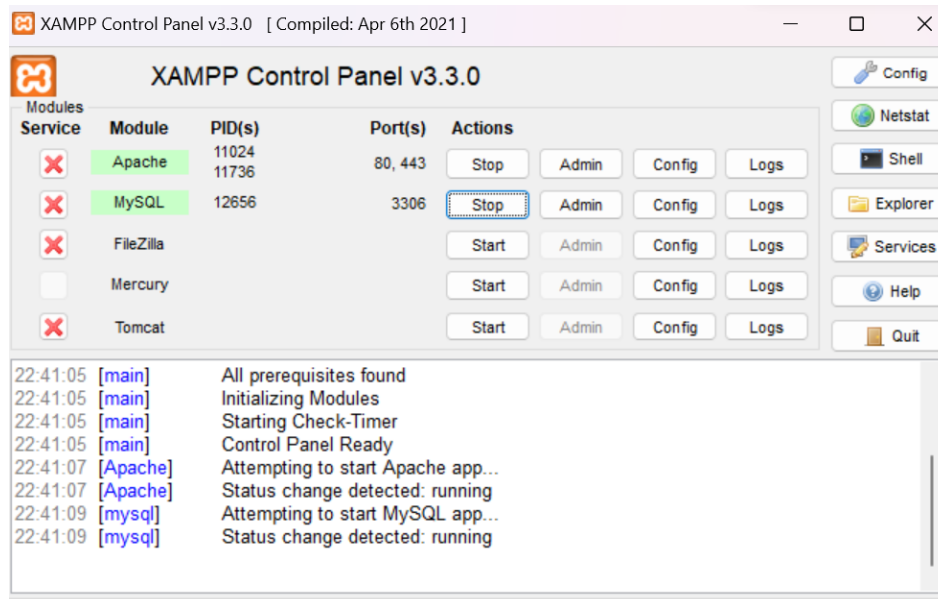 XAMPP Control Panel v3.3.0 [ Compiled: Apr 6th 2021 ]
XAMPP Control Panel v3.3.0
Config
Modules
Service Module PID(s) Port(s) Actions
Netstat
Apache 11024 11736 80, 443 Stop Admin Config Logs
Shell
MySQL 12656 3306 Stop Admin Config Logs
Explorer
FileZilla Start Admin Config Logs
Services
Mercury Start Admin Config Logs
Help
Tomcat Start Admin Config Logs
Quit
22:41:05 [main] All prerequisites found
22:41:05 [main] Initializing Modules
22:41:05 [main] Starting Check-Timer
22:41:05 [main] Control Panel Ready
22:41:07 [Apache] Attempting to start Apache app...
22:41:07 [Apache] Status change detected: running
22:41:09 [mysql] Attempting to start MySQL app...
22:41:09 [mysql] Status change detected: running